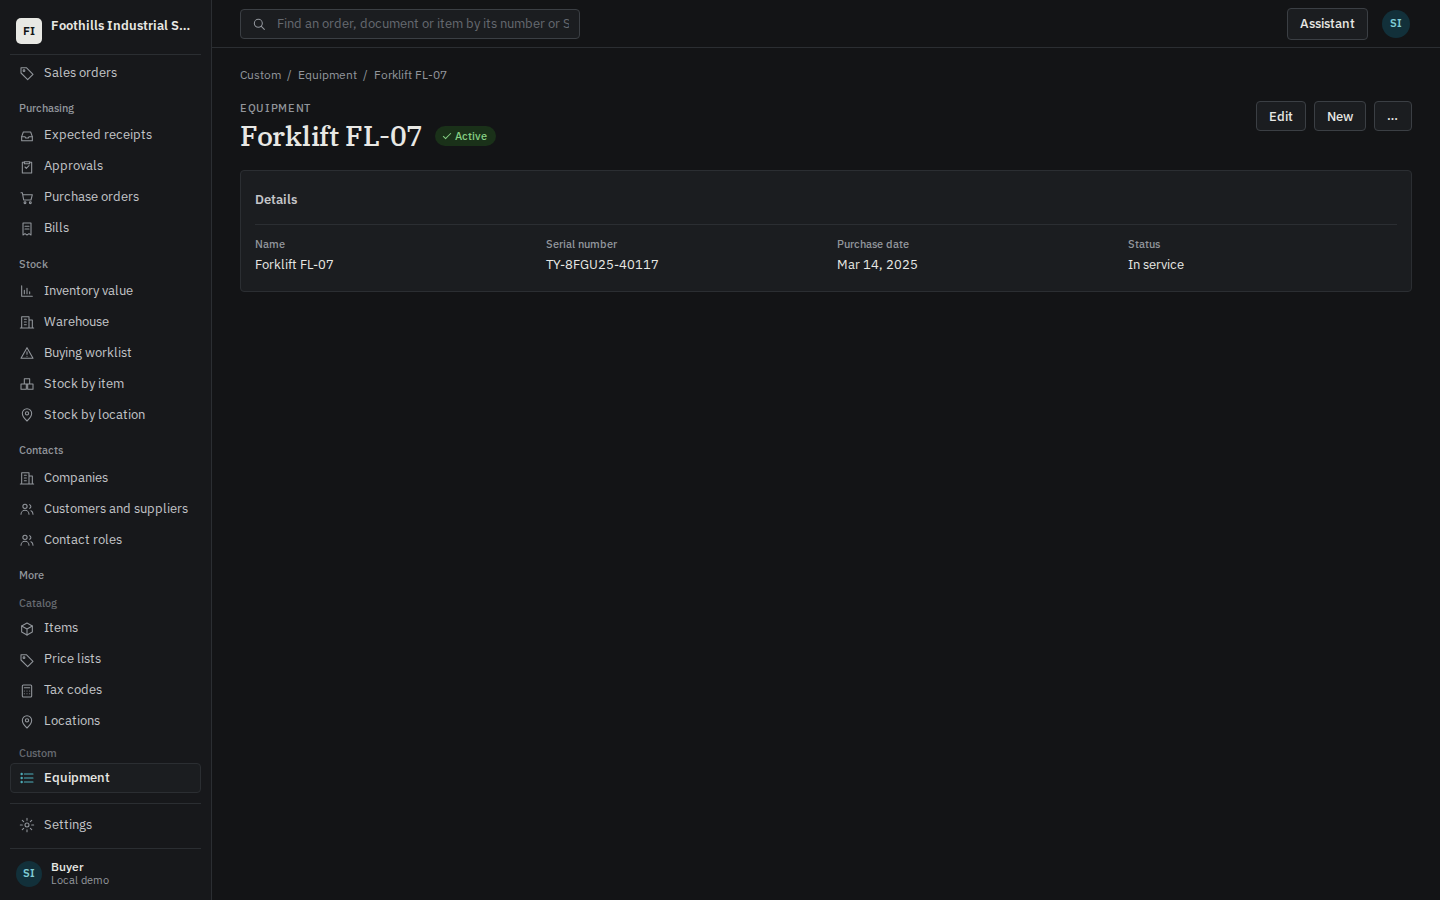 FI
Foothills Industrial S...
Sales orders
Purchasing
Expected receipts
Approvals
Purchase orders
Bills
Stock
Inventory value
Warehouse
Buying worklist
Stock by item
Stock by location
Contacts
Companies
Customers and suppliers
Contact roles
More
Catalog
Items
Price lists
Tax codes
Locations
Custom
Equipment
Settings
SI
Buyer
Local demo
Find an order, document or item by its number or S
Assistant
SI
Custom / Equipment / Forklift FL-07
EQUIPMENT
Forklift FL-07
Active
Edit
New
...
Details
Name
Forklift FL-07
Serial number
TY-8FGU25-40117
Purchase date
Mar 14, 2025
Status
In service